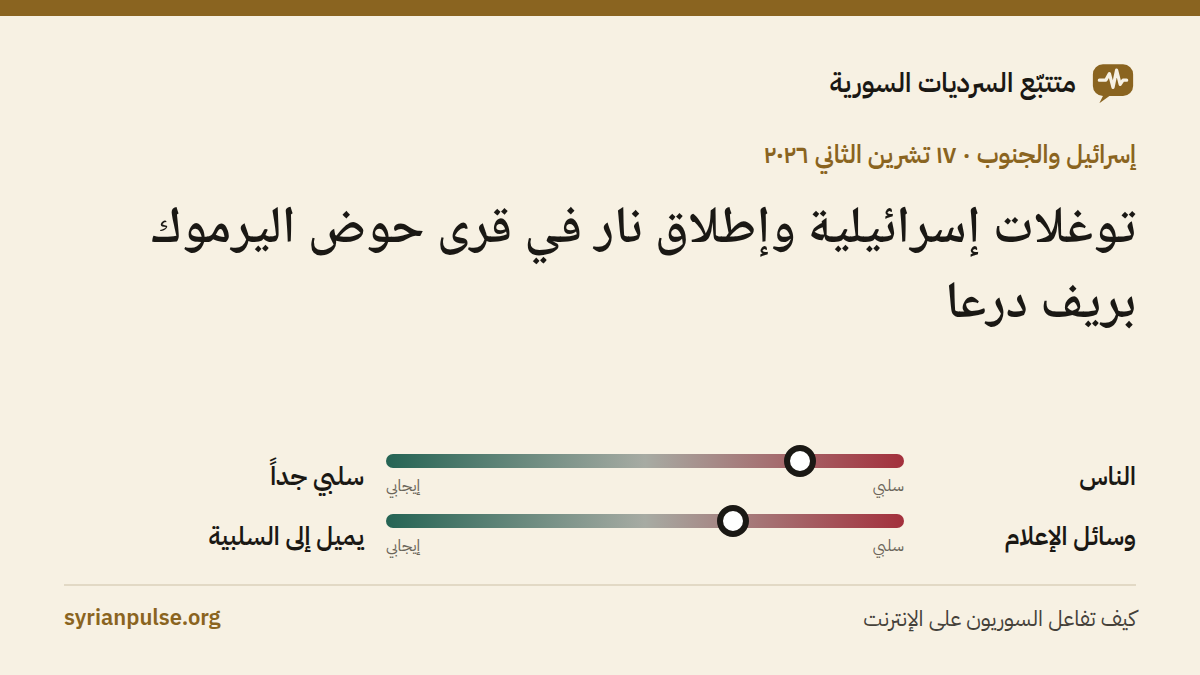 متتبّع السرديات السورية
إسرائيل والجنوب · ١٧ تشرين الثاني ٢٠٢٦
توغلات إسرائيلية وإطلاق نار في قرى حوض اليرموك
بريف درعا
الناس
سلبي
إيجابي
سلبي جداً
وسائل الإعلام
سلبي
إيجابي
يميل إلى السلبية
كيف تفاعل السوريون على الإنترنت
syrianpulse.org